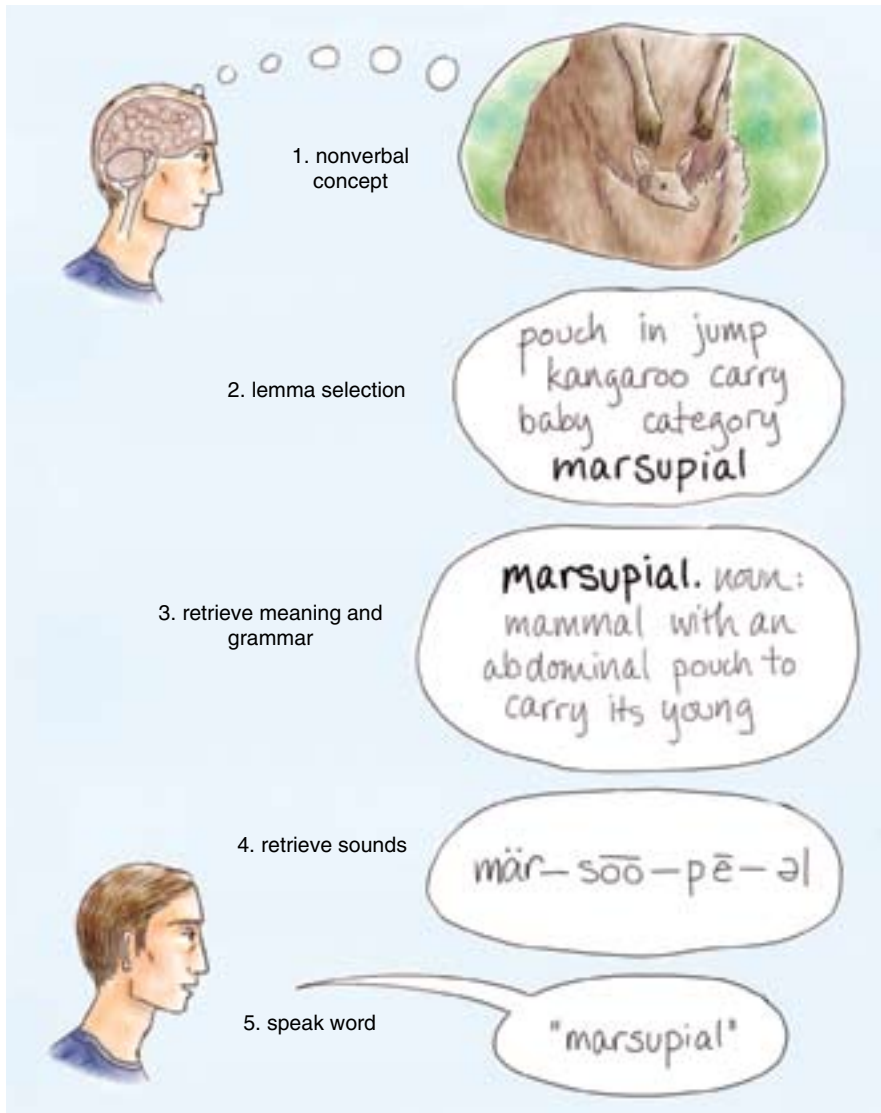 1. nonverbal
concept
pouch in jump
kangaroo carry
baby category
marsupial
2. lemma selection
marsupial. noun:
mammal with an
abdominal pouch to
carry its young
3. retrieve meaning and
grammar
4. retrieve sounds
mär–sōō–pē–əl
5. speak word
"marsupial"